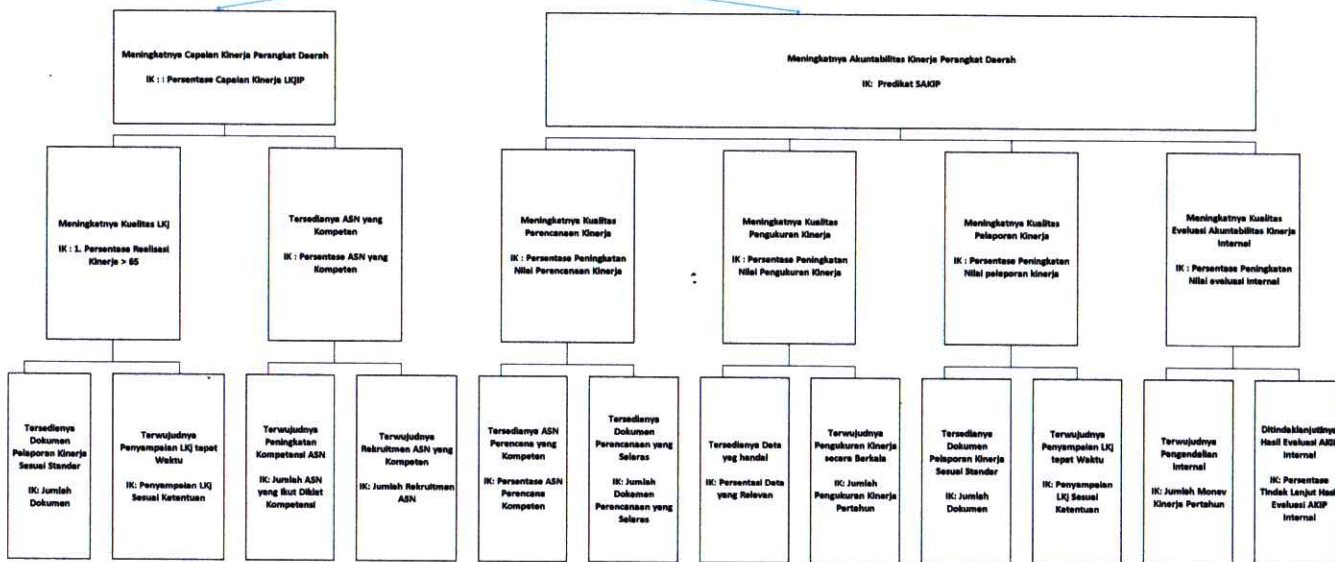 Meningkatnya Capaian Kinerja Perangkat Daerah
IK : : Persentase Capaian Kinerja LKJIP
Meningkatnya Akuntabilitas Kinerja Perangkat Daerah
IK: Predikat SAKIP
Meningkatnya Kualitas LKj
IK : 1. Persentase Realisasi
Kinerja > 65
Tersedianya ASN yang
Kompeten
IK : Persentase ASN yang
Kompeten
Meningkatnya Kualitas
Perencanaan Kinerja
IK : Persentase Peningkatan
Nilai Perencanaan Kinerja
Meningkatnya Kualitas
Pengukuran Kinerja
IK : Persentase Peningkatan
Nilai Pengukuran Kinerja
Meningkatnya Kualitas
Pelaporan Kinerja
IK : Persentase Peningkatan
Nilai pelaporan kinerja
Meningkatnya Kualitas
Evaluasi Akuntabilitas Kinerja
Internal
IK : Persentase Peningkatan
Nilai evaluasi internal
Tersedianya
Dokumen
Pelaporan Kinerja
Sesuai Standar
IK: Jumlah
Dokumen
Terwujudnya
Penyampaian LKj tepat
Waktu
IK: Penyampaian LKj
Sesuai Ketentuan
Terwujudnya
Peningkatan
Kompetensi ASN
IK: Jumlah ASN
yang Ikut Diklat
Kompetensi
Terwujudnya
Rekruitmen ASN yang
Kompeten
IK: Jumlah Rekruitmen
ASN
Tersedianya ASN
Perencana yang
Kompeten
IK: Persentase ASN
Perencana
Kompeten
Tersedianya
Dokumen
Perencanaan yang
Selaras
IK: Jumlah
Dokumen
Perencanaan yang
Selaras
Tersedianya Data
yag handal
IK: Persentasi Data
yang Relevan
Terwujudnya
Pengukuran Kinerja
secara Berkala
IK: Jumlah
Pengukuran Kinerja
Pertahun
Tersedianya
Dokumen
Pelaporan Kinerja
Sesuai Standar
IK: Jumlah
Dokumen
Terwujudnya
Penyampaian LKj
tepat Waktu
IK: Penyampaian
LKj Sesuai
Ketentuan
Terwujudnya
Pengendalian
Internal
IK: Jumlah Monev
Kinerja Pertahun
Ditindaklanjutinya
Hasil Evaluasi AKIP
Internal
IK: Persentase
Tindak Lanjut Hasil
Evaluasi AKIP
Internal